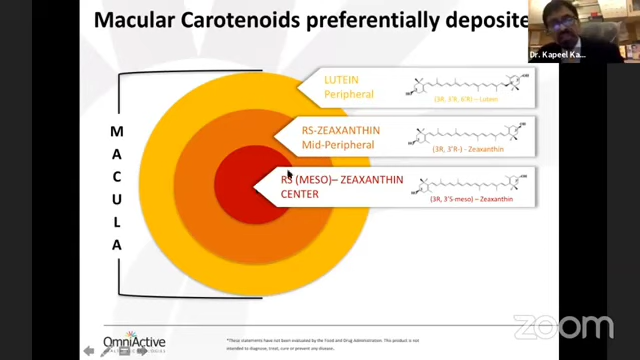 Macular Carotenoids preferentially deposite
Dr. Kapeel Ka...
MACULA
LUTEIN
Peripheral
(3R, 3'R, 6'R) – Lutein
RS-ZEAXANTHIN
Mid-Peripheral
(3R, 3'R-) - Zeaxanthin
RS (MESO)– ZEAXANTHIN
CENTER
(3R, 3'S-meso) – Zeaxanthin
OmniActive
*These statements have not been evaluated by the Food and Drug Administration. This product is not
intended to diagnose, treat, cure or prevent any disease.
zoom